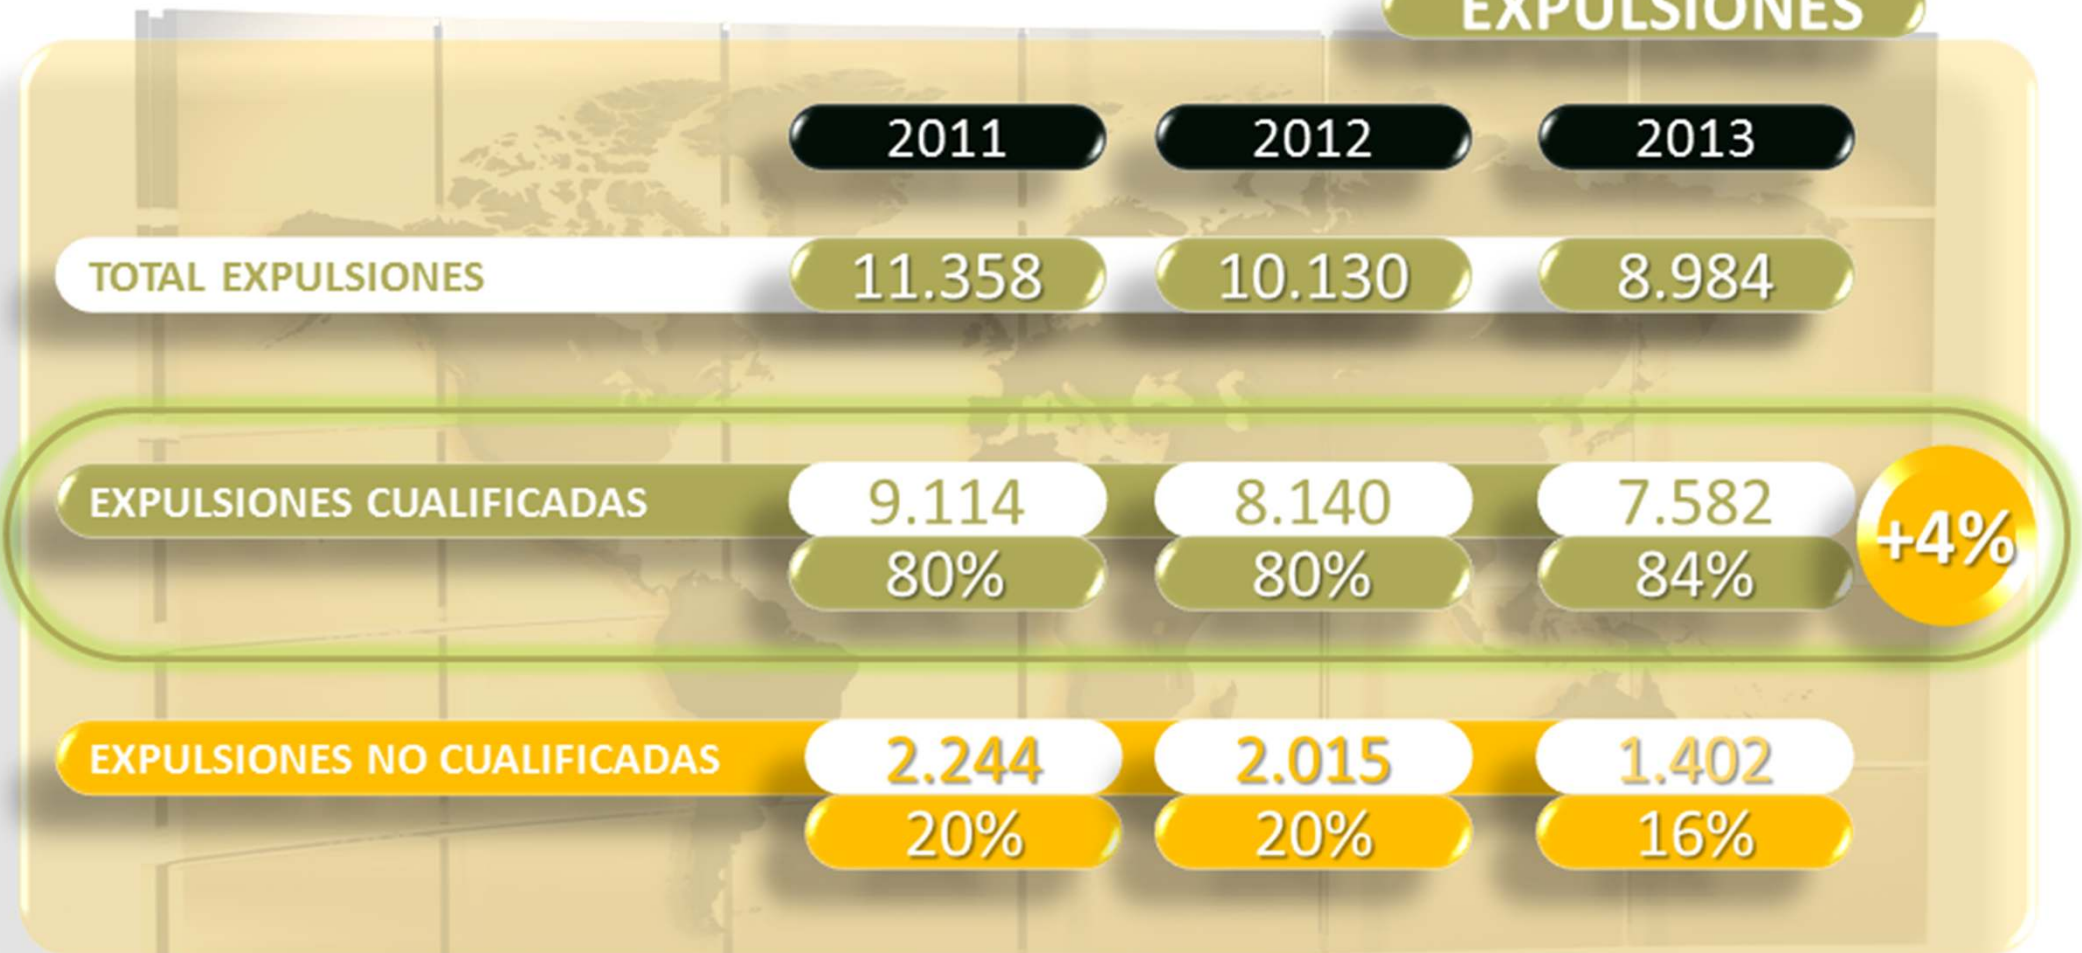 EXPULSIONES
2011 2012 2013
TOTAL EXPULSIONES 11.358 10.130 8.984
EXPULSIONES CUALIFICADAS 9.114 8.140 7.582
80% 80% 84% +4%
EXPULSIONES NO CUALIFICADAS 2.244 2.015 1.402
20% 20% 16%